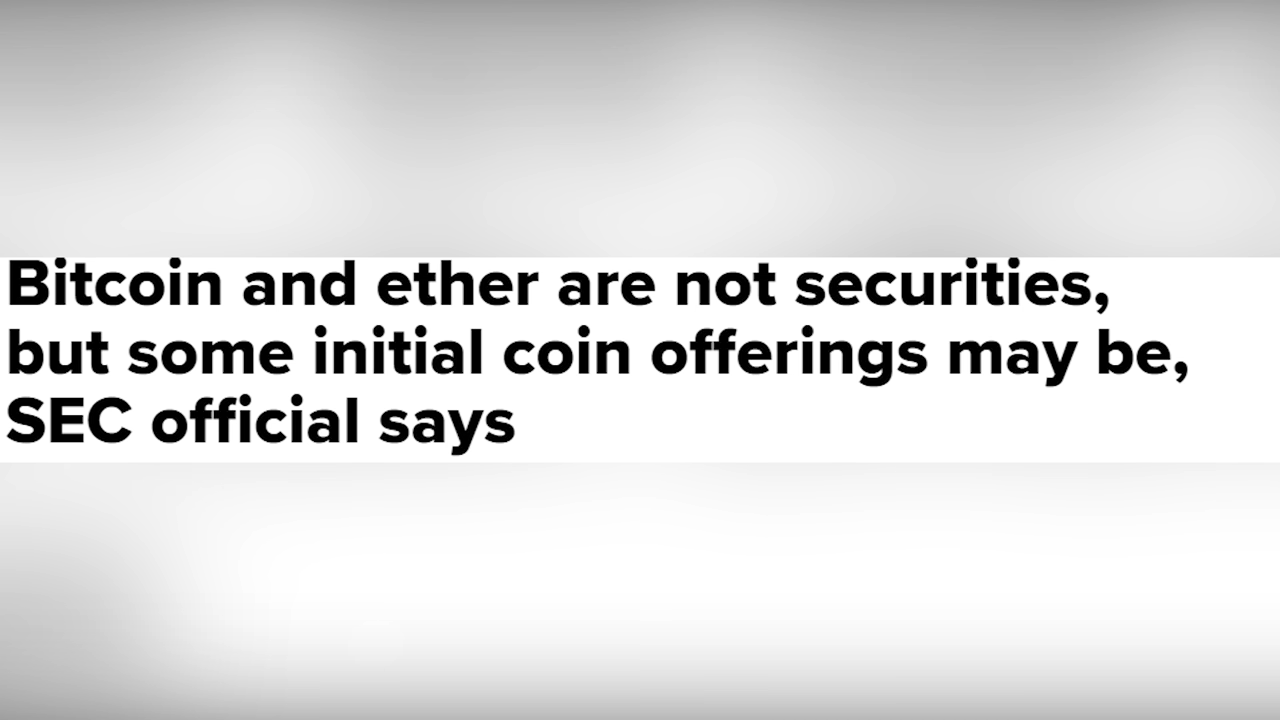 Bitcoin and ether are not securities,
but some initial coin offerings may be,
SEC official says